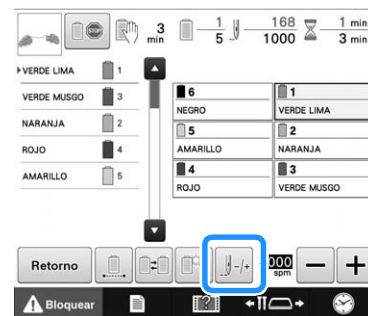 3 min
1 5
168 1000
1 min 3 min
VERDE LIMA 1
VERDE MUSGO 3
NARANJA 2
ROJO 4
AMARILLO 5
6 NEGRO
1 VERDE LIMA
5 AMARILLO
2 NARANJA
4 ROJO
3 VERDE MUSGO
Retorno
-/+
spm
− +
Bloquear
?